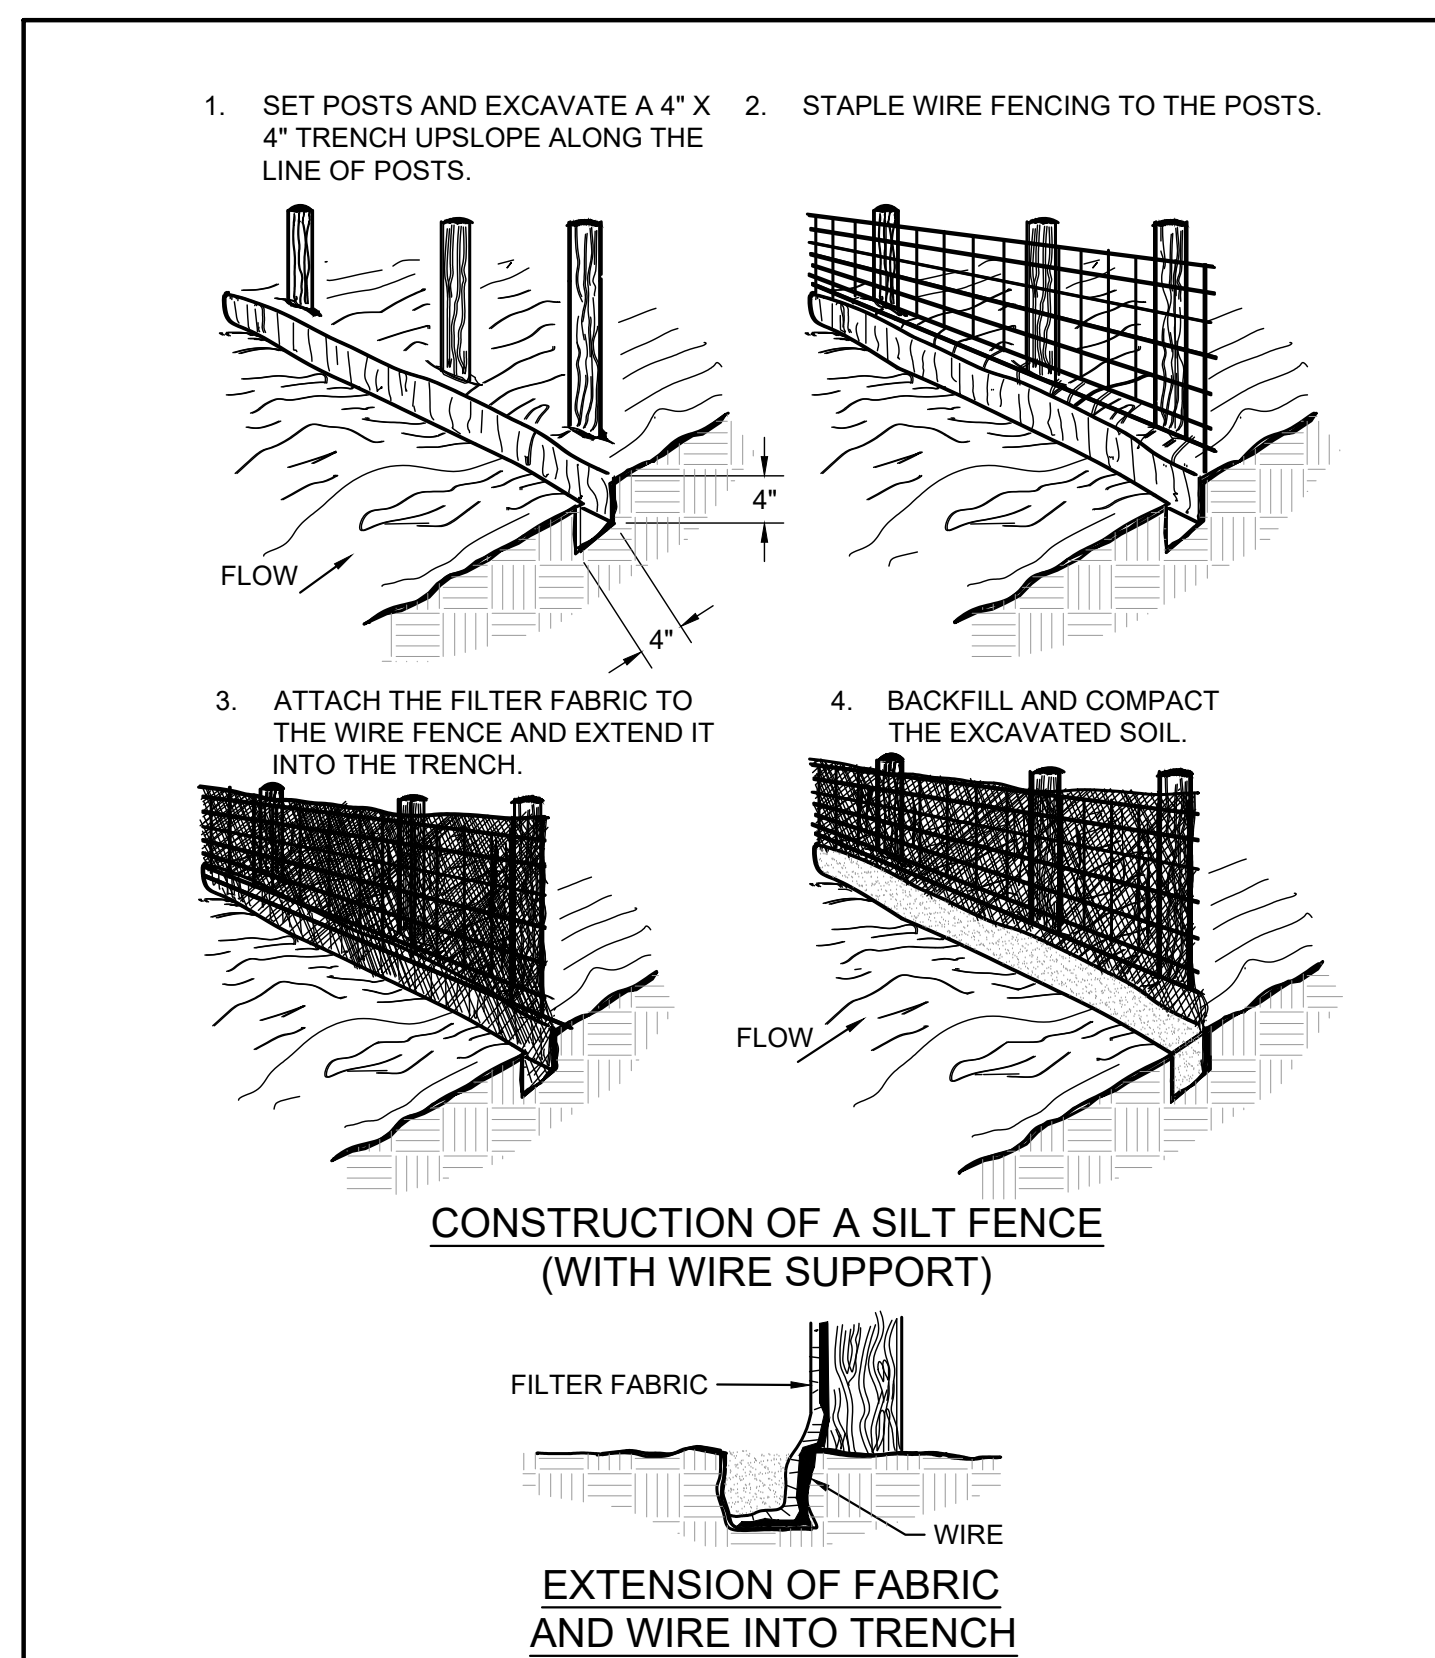 1. SET POSTS AND EXCAVATE A 4" X
4" TRENCH UPSLOPE ALONG THE
LINE OF POSTS.
2. STAPLE WIRE FENCING TO THE POSTS.
4"
FLOW
4"
3. ATTACH THE FILTER FABRIC TO
THE WIRE FENCE AND EXTEND IT
INTO THE TRENCH.
4. BACKFILL AND COMPACT
THE EXCAVATED SOIL.
FLOW
CONSTRUCTION OF A SILT FENCE
(WITH WIRE SUPPORT)
FILTER FABRIC
WIRE
EXTENSION OF FABRIC
AND WIRE INTO TRENCH